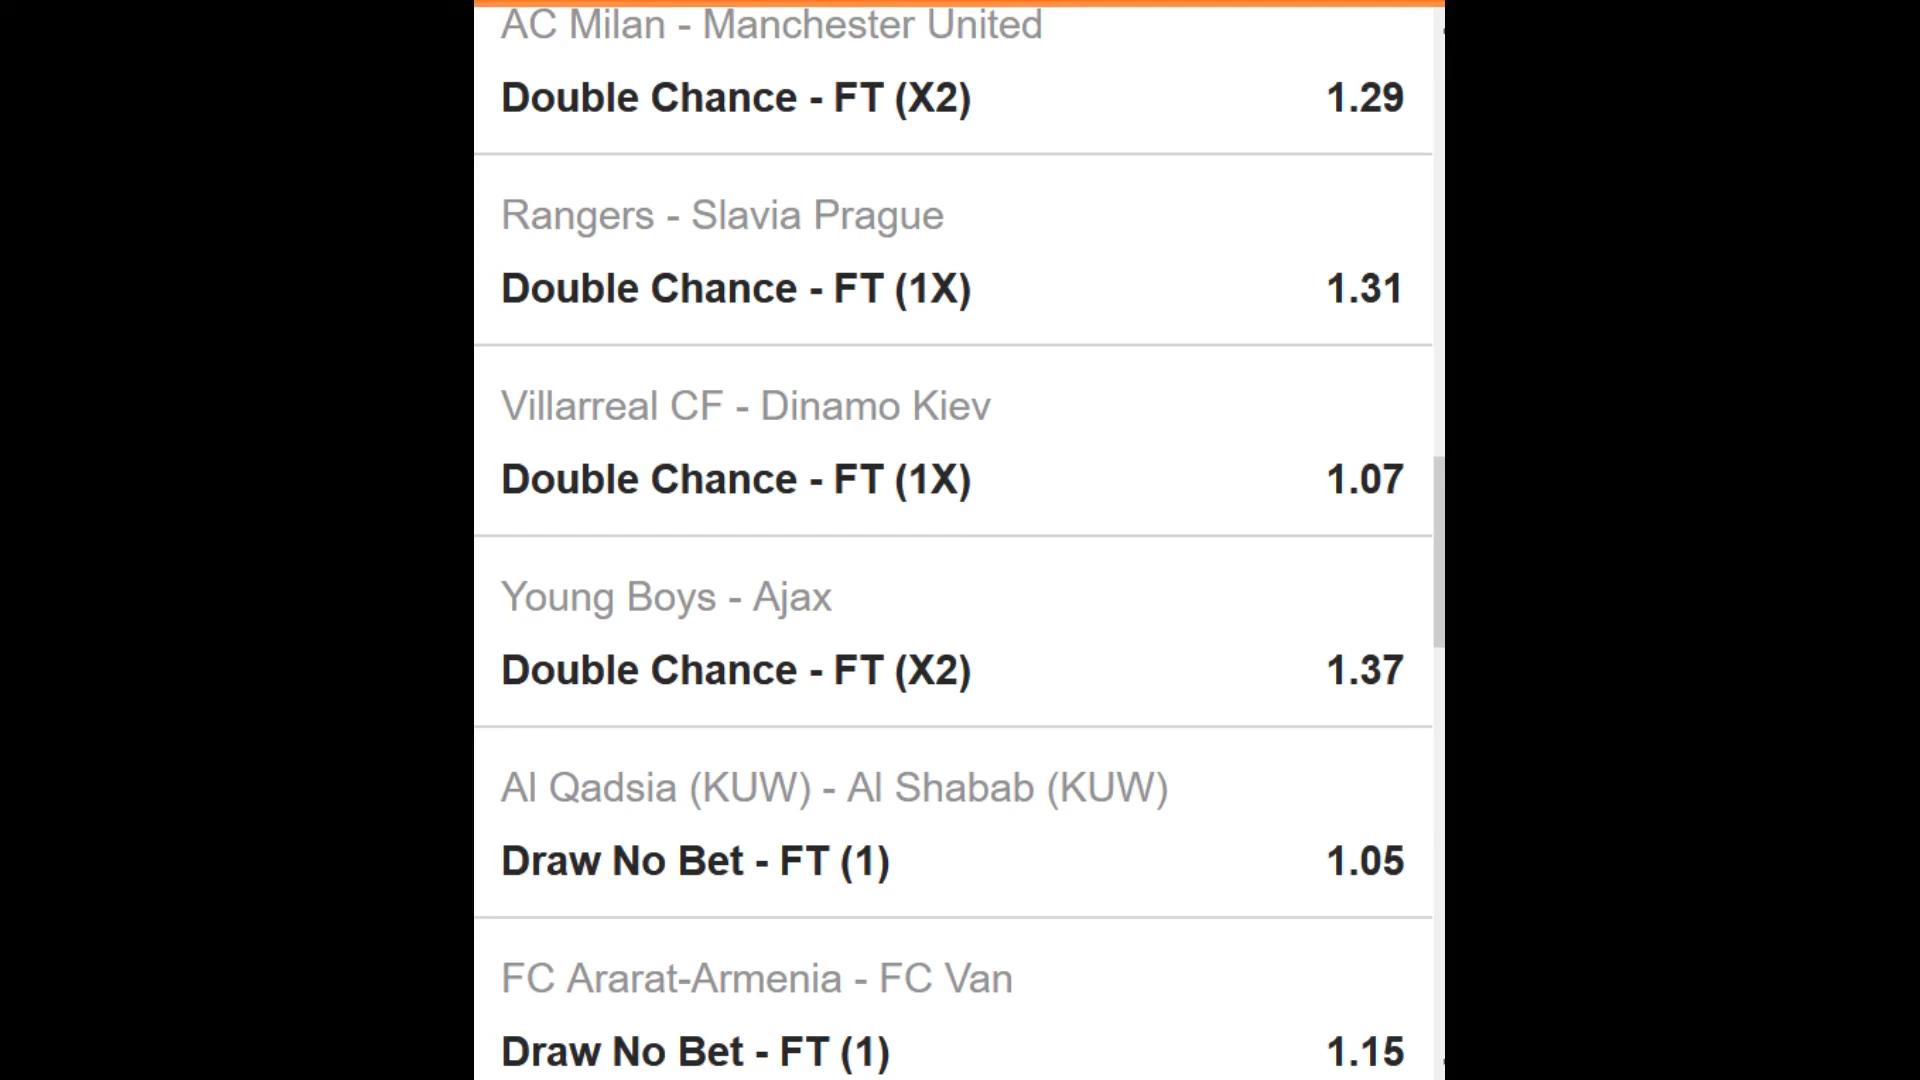 AC Milan - Manchester United
Double Chance - FT (X2) 1.29
Rangers - Slavia Prague
Double Chance - FT (1X) 1.31
Villarreal CF - Dinamo Kiev
Double Chance - FT (1X) 1.07
Young Boys - Ajax
Double Chance - FT (X2) 1.37
Al Qadsia (KUW) - Al Shabab (KUW)
Draw No Bet - FT (1) 1.05
FC Ararat-Armenia - FC Van
Draw No Bet - FT (1) 1.15